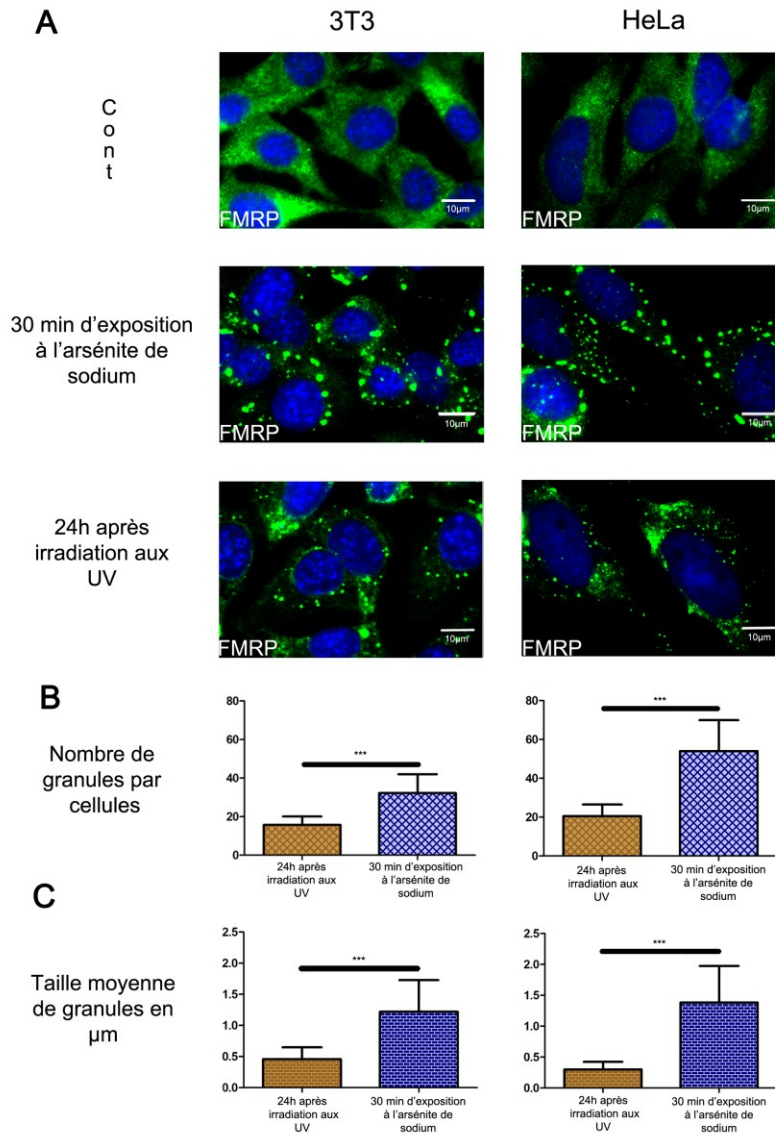 A
3T3
HeLa
C
o
n
t
FMRP
10µm
FMRP
10µm
30 min d’exposition
à l’arsénite de
sodium
FMRP
10µm
FMRP
10µm
24h après
irradiation aux
UV
FMRP
10µm
FMRP
10µm
B
Nombre de
granules par
cellules
80
60
40
20
0
***
24h après
irradiation aux
UV
30 min d’exposition
à l’arsénite de
sodium
80
60
40
20
0
***
24h après
irradiation aux
UV
30 min d’exposition
à l’arsénite de
sodium
C
Taille moyenne
de granules en
µm
2.5
2.0
1.5
1.0
0.5
0.0
***
24h après
irradiation aux
UV
30 min d’exposition
à l’arsénite de
sodium
2.5
2.0
1.5
1.0
0.5
0.0
***
24h après
irradiation aux
UV
30 min d’exposition
à l’arsénite de
sodium